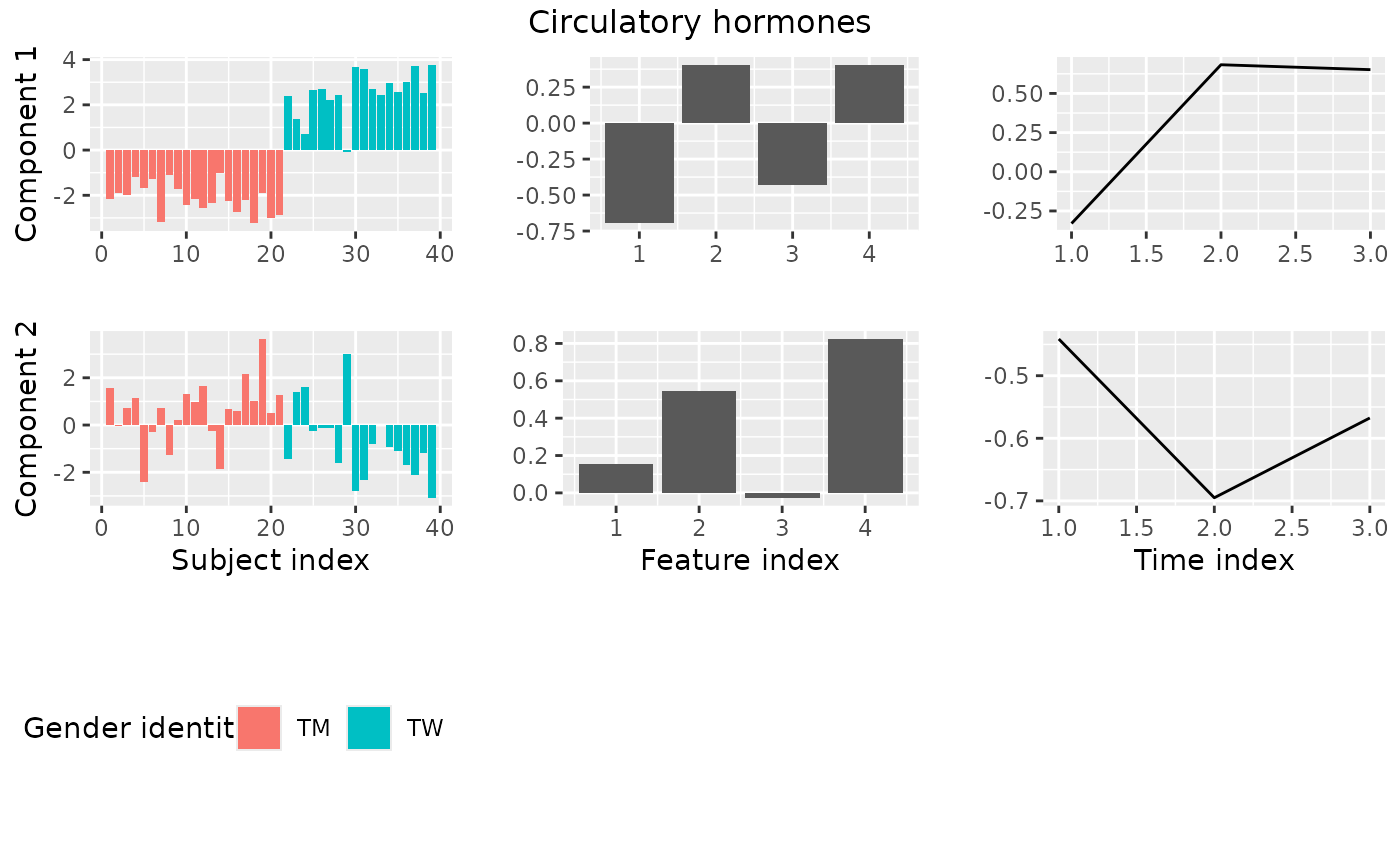 Circulatory hormones
Component 1
4
2
0
-2
0 10 20 30 40
0.25
0.00
-0.25
-0.50
-0.75
1 2 3 4
0.50
0.25
0.00
-0.25
1.0 1.5 2.0 2.5 3.0
Component 2
2
0
-2
0 10 20 30 40
Subject index
0.8
0.6
0.4
0.2
0.0
1 2 3 4
Feature index
-0.5
-0.6
-0.7
1.0 1.5 2.0 2.5 3.0
Time index
Gender identit TM TW